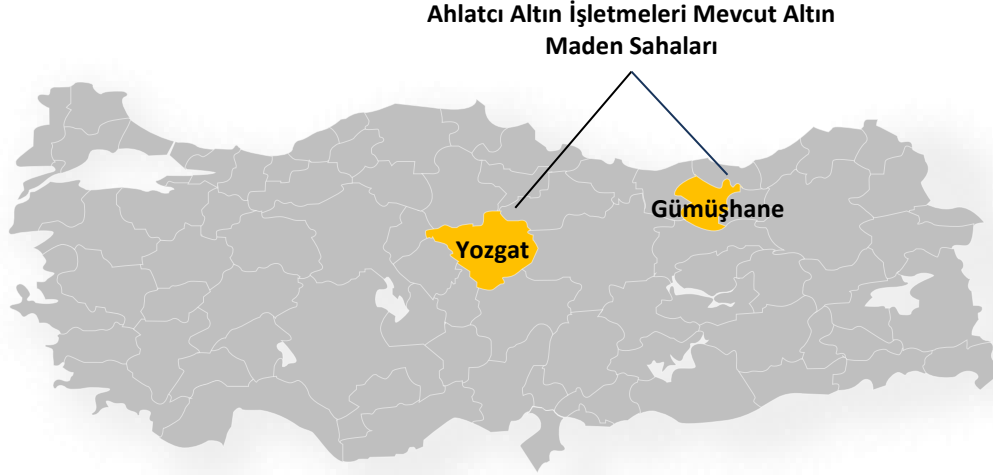 Ahlatcı Altın İşletmeleri Mevcut Altın
Maden Sahaları
Gümüşhane
Yozgat